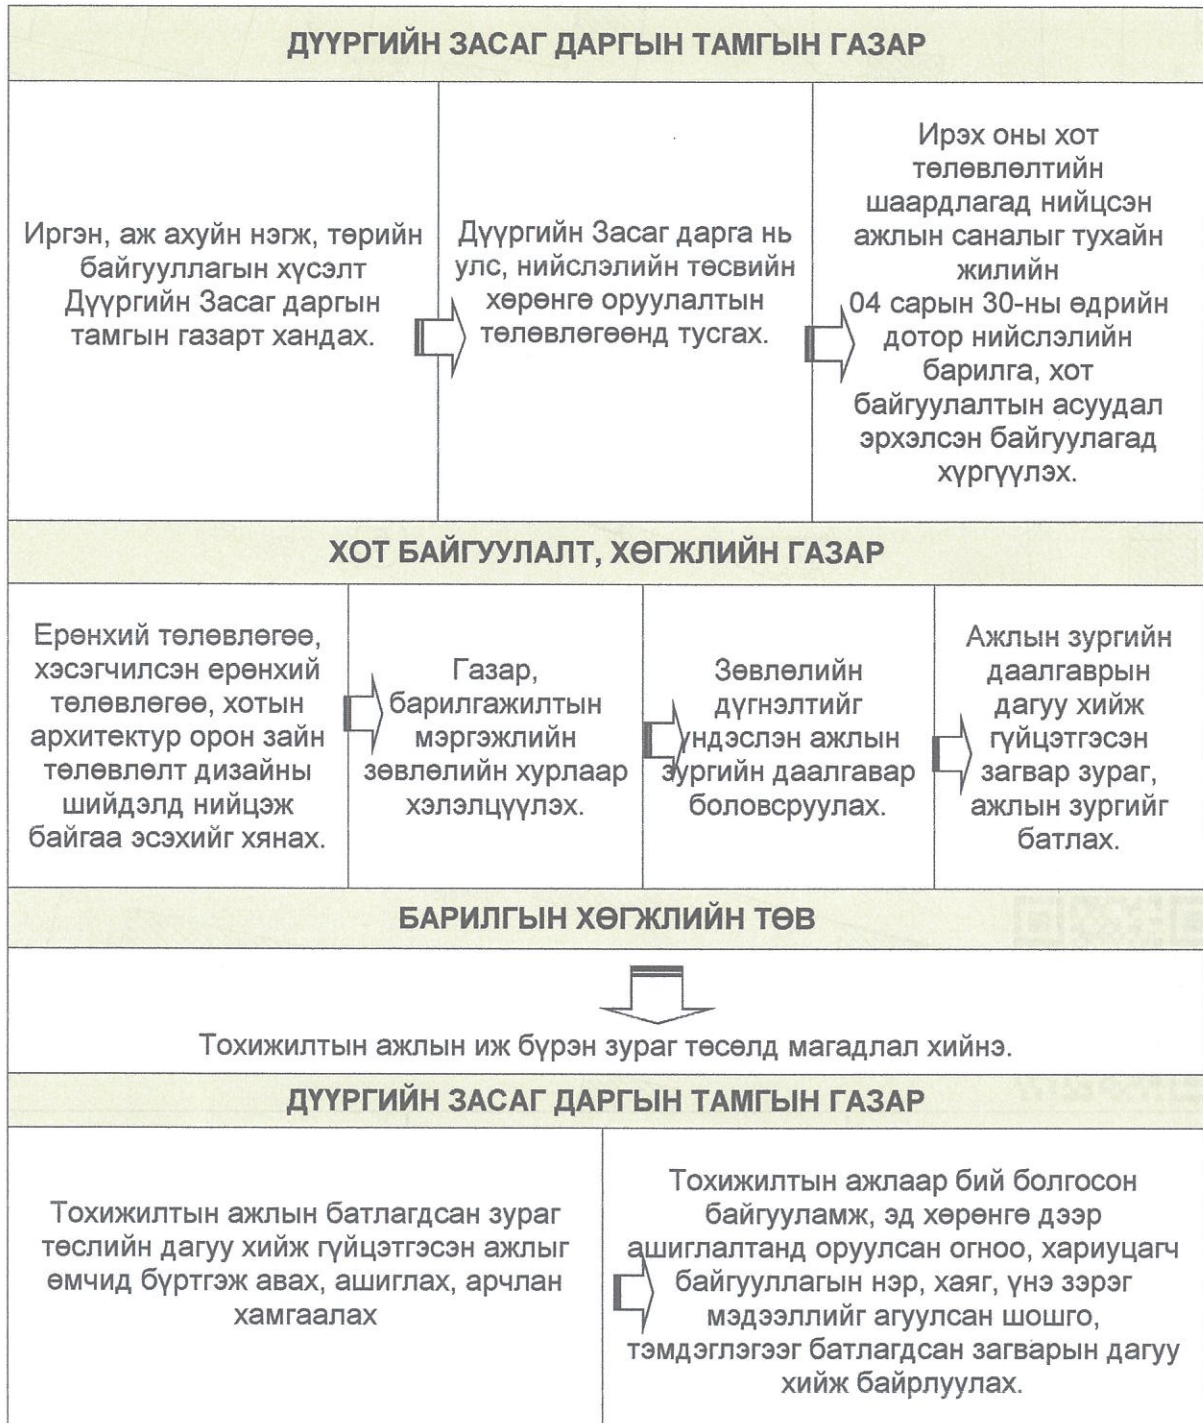 ДҮҮРГИЙН ЗАСАГ ДАРГЫН ТАМГЫН ГАЗАР
Иргэн, аж ахуйн нэгж, төрийн
байгууллагын хүсэлт
Дүүргийн Засаг даргын
тамгын газарт хандах.
Дүүргийн Засаг дарга нь
улс, нийслэлийн төсвийн
хөрөнгө оруулалтын
төлөвлөгөөнд тусгах.
Ирэх оны хот
төлөвлөлтийн
шаардлагад нийцсэн
ажлын саналыг тухайн
жилийн
04 сарын 30-ны өдрийн
дотор нийслэлийн
барилга, хот
байгуулалтын асуудал
эрхэлсэн байгуулагад
хүргүүлэх.
ХОТ БАЙГУУЛАЛТ, ХӨГЖЛИЙН ГАЗАР
Ерөнхий төлөвлөгөө,
хэсэгчилсэн ерөнхий
төлөвлөгөө, хотын
архитектур орон зайн
төлөвлөлт дизайны
шийдэлд нийцэж
байгаа эсэхийг хянах.
Газар,
барилгажилтын
мэргэжлийн
зөвлөлийн хурлаар
хэлэлцүүлэх.
Зөвлөлийн
дүгнэлтийг
үндэслэн ажлын
зургийн даалгавар
боловсруулах.
Ажлын зургийн
даалгаврын
дагуу хийж
гүйцэтгэсэн
загвар зураг,
ажлын зургийг
батлах.
БАРИЛГЫН ХӨГЖЛИЙН ТӨВ
Тохижилтын ажлын иж бүрэн зураг төсөлд магадлал хийнэ.
ДҮҮРГИЙН ЗАСАГ ДАРГЫН ТАМГЫН ГАЗАР
Тохижилтын ажлын батлагдсан зураг
төслийн дагуу хийж гүйцэтгэсэн ажлыг
өмчид бүртгэж авах, ашиглах, арчлан
хамгаалах
Тохижилтын ажлаар бий болгосон
байгууламж, эд хөрөнгө дээр
ашиглалтанд оруулсан огноо, хариуцагч
байгууллагын нэр, хаяг, үнэ зэрэг
мэдээллийг агуулсан шошго,
тэмдэглэгээг батлагдсан загварын дагуу
хийж байрлуулах.